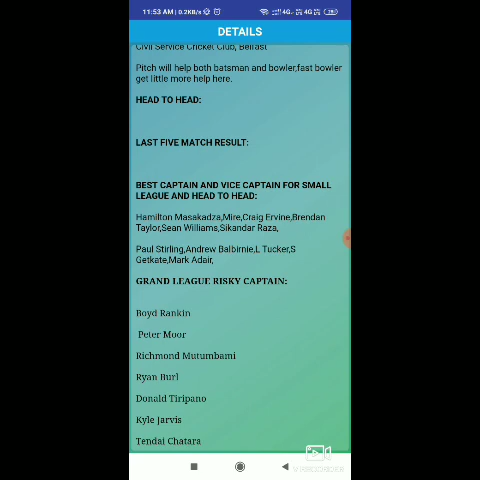 11:53 AM | 0.2KB/s
DETAILS
Civil Service Cricket Club, Belfast
Pitch will help both batsman and bowler,fast bowler
get little more help here.
HEAD TO HEAD:
LAST FIVE MATCH RESULT:
BEST CAPTAIN AND VICE CAPTAIN FOR SMALL
LEAGUE AND HEAD TO HEAD:
Hamilton Masakadza,Mire,Craig Ervine,Brendan
Taylor,Sean Williams,Sikandar Raza,
Paul Stirling,Andrew Balbirnie,L Tucker,S
Getkate,Mark Adair,
GRAND LEAGUE RISKY CAPTAIN:
Boyd Rankin
Peter Moor
Richmond Mutumbami
Ryan Burl
Donald Tiripano
Kyle Jarvis
Tendai Chatara